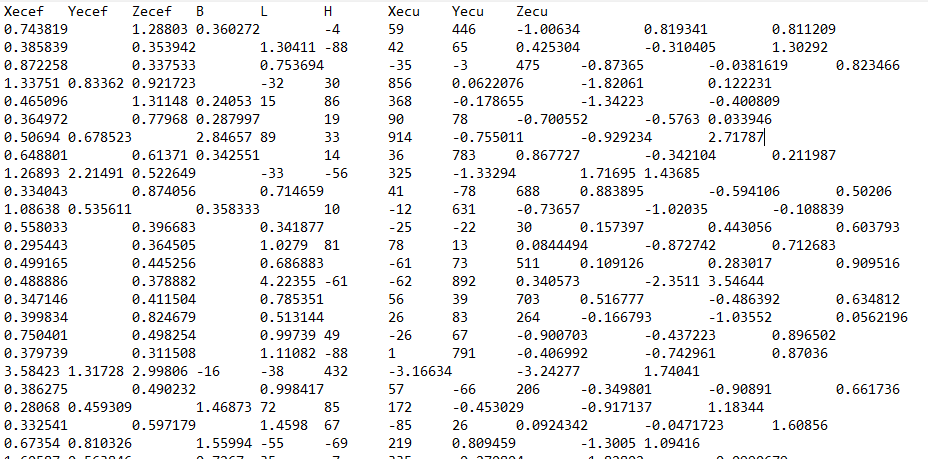 Xecef Yecef Zecef B L H Xecu Yecu Zecu
0.743819 1.28803 0.360272 -4 59 446 -1.00634 0.819341 0.811209
0.385839 0.353942 1.30411 -88 42 65 0.425304 -0.310405 1.30292
0.872258 0.337533 0.753694 -35 -3 475 -0.87365 -0.0381619 0.823466
1.33751 0.83362 0.921723 -32 30 856 0.0622076 -1.82061 0.122231
0.465096 1.31148 0.24053 15 86 368 -0.178655 -1.34223 -0.400809
0.364972 0.77968 0.287997 19 90 78 -0.700552 -0.5763 0.033946
0.50694 0.678523 2.84657 89 33 914 -0.755011 -0.929234 2.71787
0.648801 0.61371 0.342551 14 36 783 0.867727 -0.342104 0.211987
1.26893 2.21491 0.522649 -33 -56 325 -1.33294 1.71695 1.43685
0.334043 0.874056 0.714659 41 -78 688 0.883895 -0.594106 0.50206
1.08638 0.535611 0.358333 10 -12 631 -0.73657 -1.02035 -0.108839
0.558033 0.396683 0.341877 -25 -22 30 0.157397 0.443056 0.603793
0.295443 0.364505 1.0279 81 78 13 0.0844494 -0.872742 0.712683
0.499165 0.445256 0.686883 -61 73 511 0.109126 0.283017 0.909516
0.488886 0.378882 4.22355 -61 -62 892 0.340573 -2.3511 3.54644
0.347146 0.411504 0.785351 56 39 703 0.516777 -0.486392 0.634812
0.399834 0.824679 0.513144 26 83 264 -0.166793 -1.03552 0.0562196
0.750401 0.498254 0.99739 49 -26 67 -0.900703 -0.437223 0.896502
0.379739 0.311508 1.11082 -88 1 791 -0.406992 -0.742961 0.87036
3.58423 1.31728 2.99806 -16 -38 432 -3.16634 -3.24277 1.74041
0.386275 0.490232 0.998417 57 -66 206 -0.349801 -0.90891 0.661736
0.28068 0.459309 1.46873 72 85 172 -0.453029 -0.917137 1.18344
0.332541 0.597179 1.4598 67 -85 26 0.0924342 -0.0471723 1.60856
0.67354 0.810326 1.55994 -55 -69 219 0.809459 -1.3005 1.09416